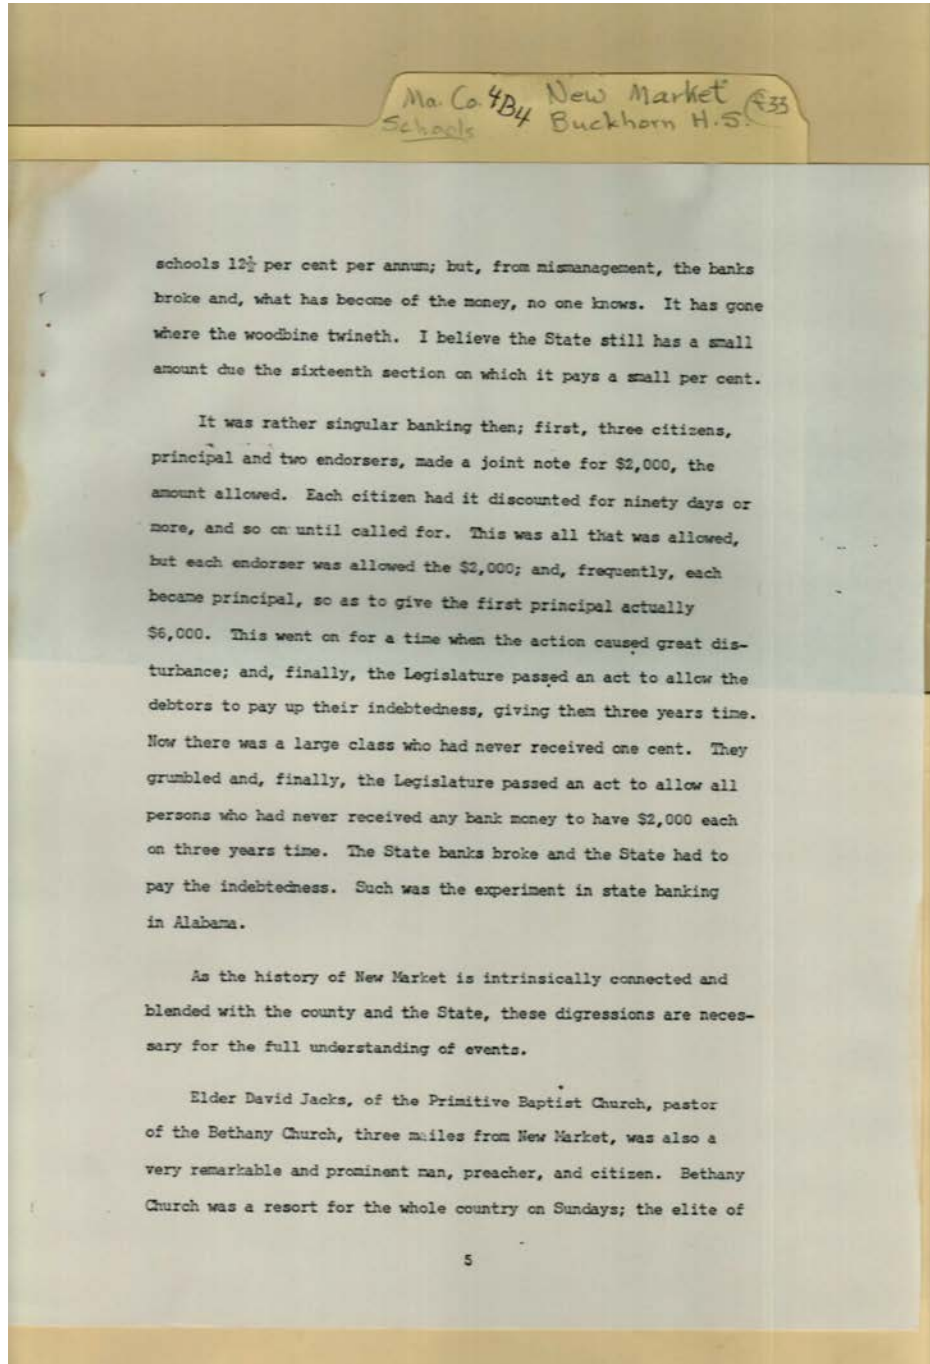 Ma. Co. 4B4 New Market
Schools Buckhorn H.S. 33
schools 12½ per cent per annum; but, from mismanagement, the banks
broke and, what has become of the money, no one knows. It has gone
where the woodbine twineth. I believe the State still has a small
amount due the sixteenth section on which it pays a small per cent.
It was rather singular banking then; first, three citizens,
principal and two endorsers, made a joint note for $2,000, the
amount allowed. Each citizen had it discounted for ninety days or
more, and so on until called for. This was all that was allowed,
but each endorser was allowed the $2,000; and, frequently, each
became principal, so as to give the first principal actually
$6,000. This went on for a time when the action caused great dis-
turbance; and, finally, the Legislature passed an act to allow the
debtors to pay up their indebtedness, giving them three years time.
Now there was a large class who had never received one cent. They
grumbled and, finally, the Legislature passed an act to allow all
persons who had never received any bank money to have $2,000 each
on three years time. The State banks broke and the State had to
pay the indebtedness. Such was the experiment in state banking
in Alabama.
As the history of New Market is intrinsically connected and
blended with the county and the State, these digressions are neces-
sary for the full understanding of events.
Elder David Jacks, of the Primitive Baptist Church, pastor
of the Bethany Church, three miles from New Market, was also a
very remarkable and prominent man, preacher, and citizen. Bethany
Church was a resort for the whole country on Sundays; the elite of
5